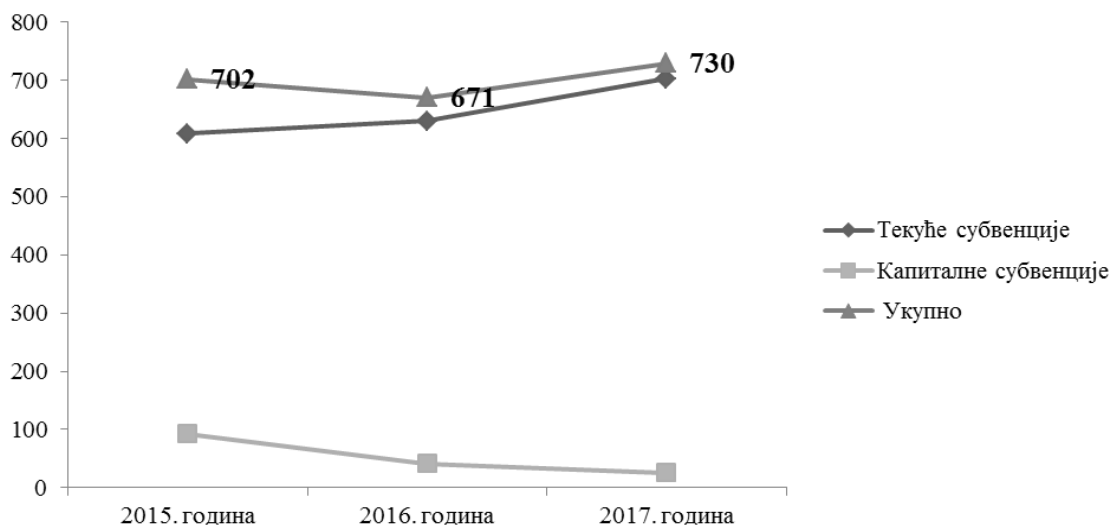 800
700
600
500
400
300
200
100
0
702
671
730
2015. година
2016. година
2017. година
Текуће субвенције
Капиталне субвенције
Укупно